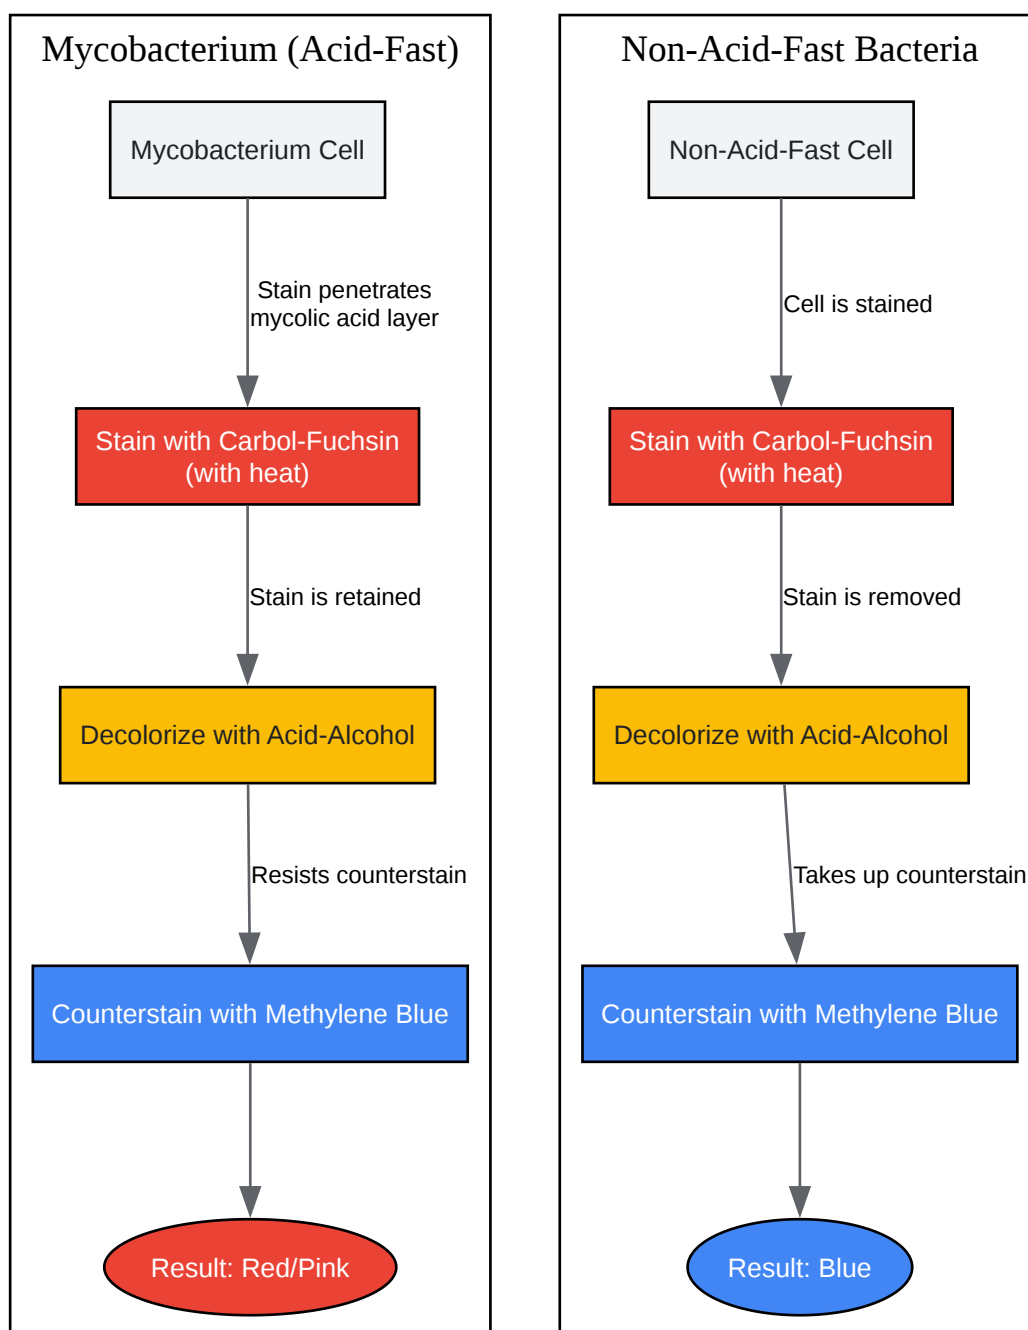 Mycobacterium (Acid-Fast)
Mycobacterium Cell
Stain penetrates
mycolic acid layer
Stain with Carbol-Fuchsin
(with heat)
Stain is retained
Decolorize with Acid-Alcohol
Resists counterstain
Counterstain with Methylene Blue
Result: Red/Pink
Non-Acid-Fast Bacteria
Non-Acid-Fast Cell
Cell is stained
Stain with Carbol-Fuchsin
(with heat)
Stain is removed
Decolorize with Acid-Alcohol
Takes up counterstain
Counterstain with Methylene Blue
Result: Blue